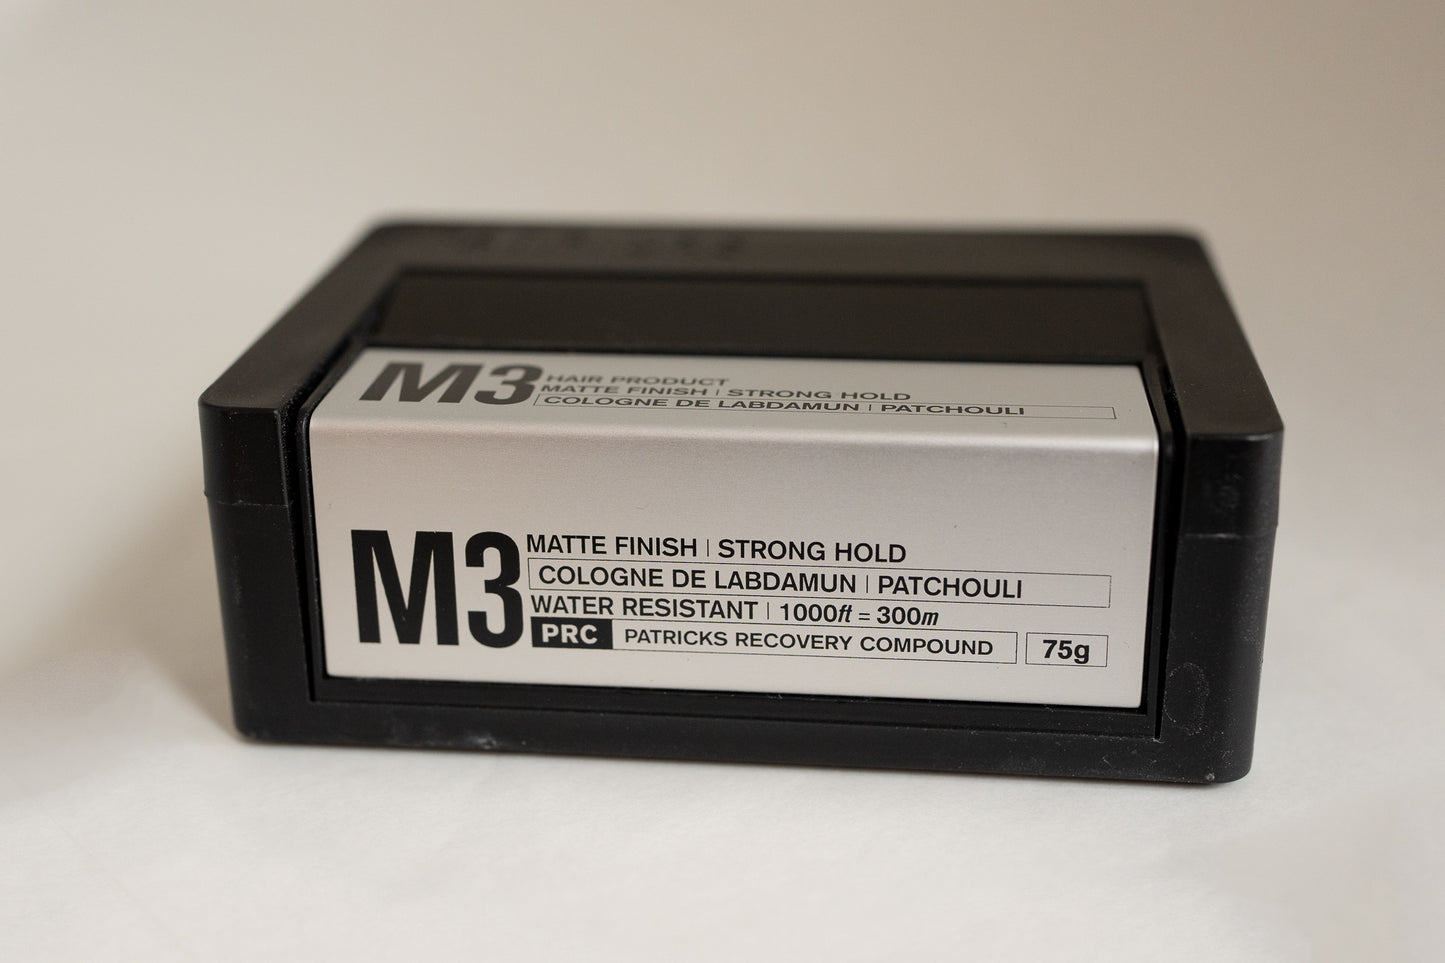 M3 HAIR PRODUCT
MATTE FINISH | STRONG HOLD
COLOGNE DE LABDAMUN | PATCHOULI
M3 MATTE FINISH | STRONG HOLD
COLOGNE DE LABDAMUN | PATCHOULI
WATER RESISTANT | 1000ft = 300m
PRC PATRICKS RECOVERY COMPOUND 75g